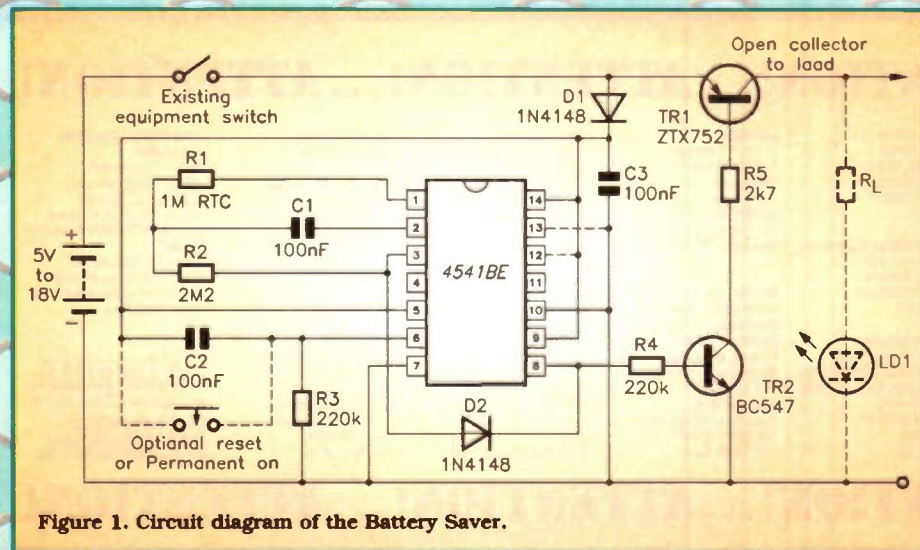 Open collector
to load
Existing
equipment switch
D1
1N4148
TR1
ZTX752
R1
1M RTC
C1
100nF
C3
100nF
R5
2k7
RL
R2
2M2
5V
to
18V
+
-
4541BE
1
2
3
4
5
6
7
14
13
12
11
10
9
8
C2
100nF
R3
220k
R4
220k
TR2
BC547
LD1
Optional reset
or Permanent on
D2
1N4148
Figure 1. Circuit diagram of the Battery Saver.